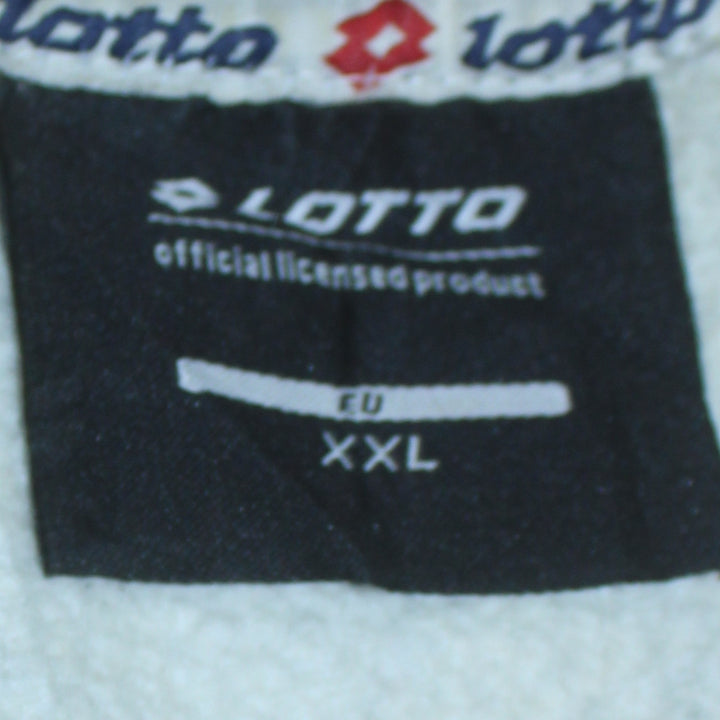 lotto lotto
LOTTO
official licensed product
EU
XXL